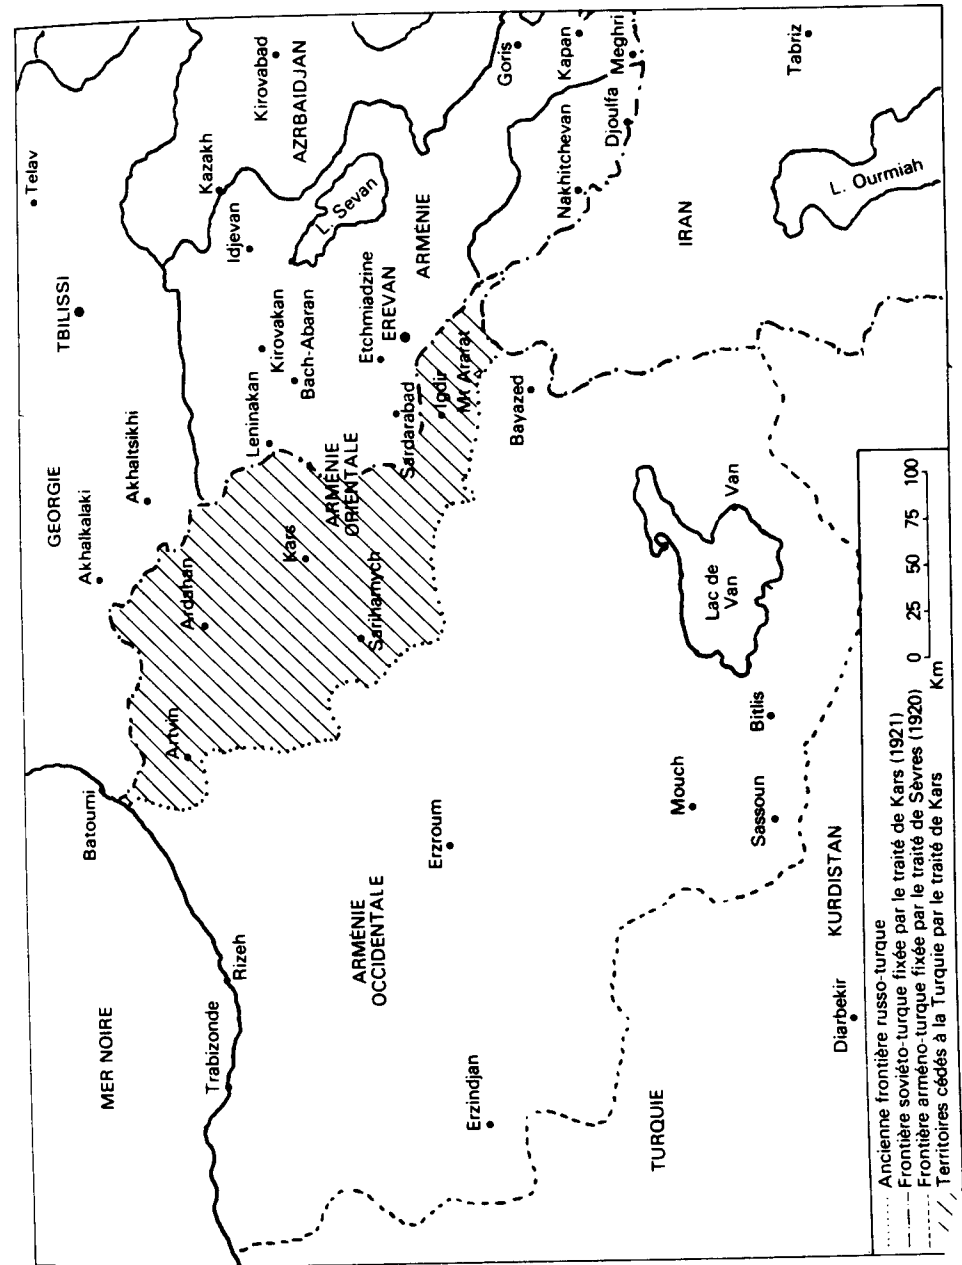 MER NOIRE
Batoumi
Akhalkalaki
GEORGIE
Akhaltsikhi
TBILISSI
Telav
Trabizonde
Rizeh
Artvin
Ardahan
Kars
Sarihamych
ARMÉNIE
ORIENTALE
Leninakan
Kirovakan
Bach-Abaran
Idjevan
Kazakh
Kirovabad
AZRBAIDJAN
L. Sevan
Etchmiadzine
EREVAN
ARMÉNIE
Sardarabad
Igdir
Mt Ararat
Goris
Kapan
Meghri
Nakhitchevan
Djoulfa
Tabriz
ARMÉNIE
OCCIDENTALE
Erzroum
Erzindjan
Bayazed
IRAN
L. Ourmiah
TURQUIE
Mouch
Sassoun
Bitlis
Lac de
Van
Van
KURDISTAN
Diarbekir
Ancienne frontière russo-turque
Frontière soviéto-turque fixée par le traité de Kars (1921)
Frontière arméno-turque fixée par le traité de Sèvres (1920)
Territoires cédés à la Turquie par le traité de Kars
0 25 50 75 100
Km